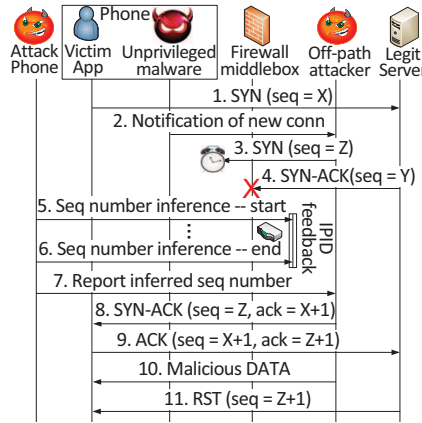 Phone
Attack Phone
Victim App
Unprivileged malware
Firewall middlebox
Off-path attacker
Legit Server
1. SYN (seq = X)
2. Notification of new conn
3. SYN (seq = Z)
4. SYN-ACK(seq = Y)
X
5. Seq number inference -- start
⋮
6. Seq number inference -- end
IPID feedback
7. Report inferred seq number
8. SYN-ACK (seq = Z, ack = X+1)
9. ACK (seq = X+1, ack = Z+1)
10. Malicious DATA
11. RST (seq = Z+1)